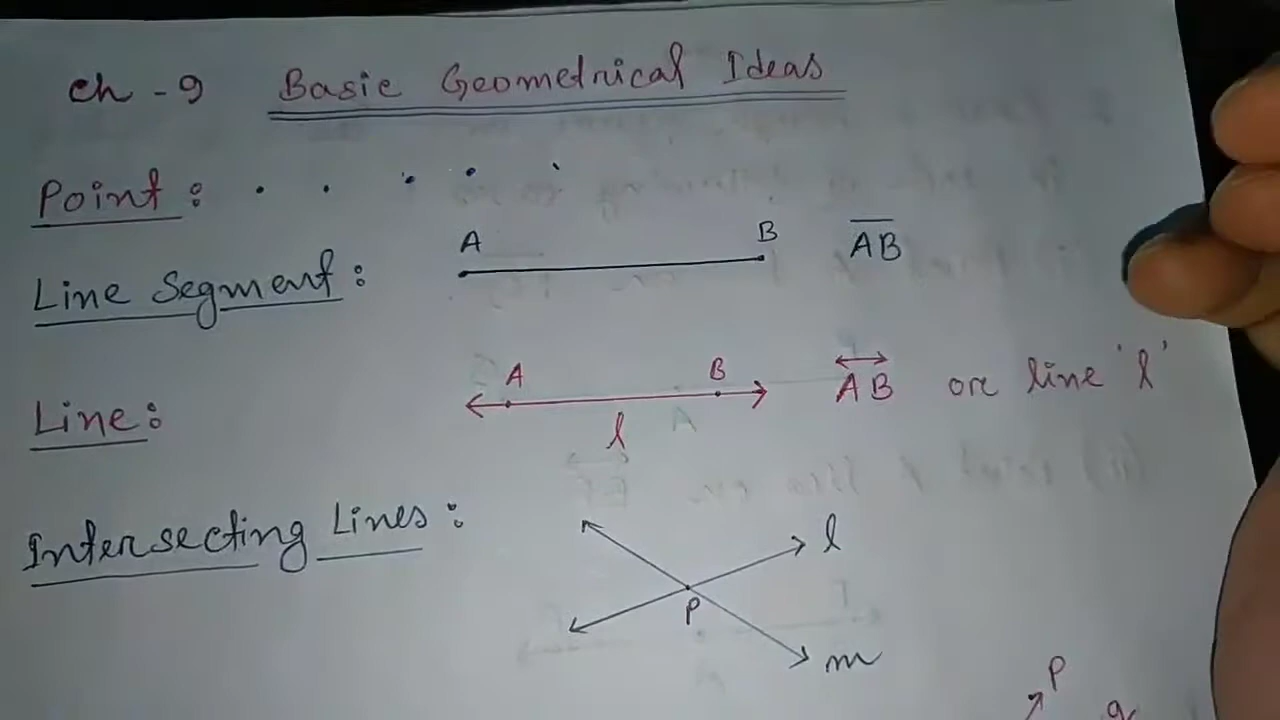 Ch - 9 Basic Geometrical Ideas
Point :
A B AB
Line Segment :
A B AB or line 'l'
Line : l
Intersecting Lines : l
P
m
P
q